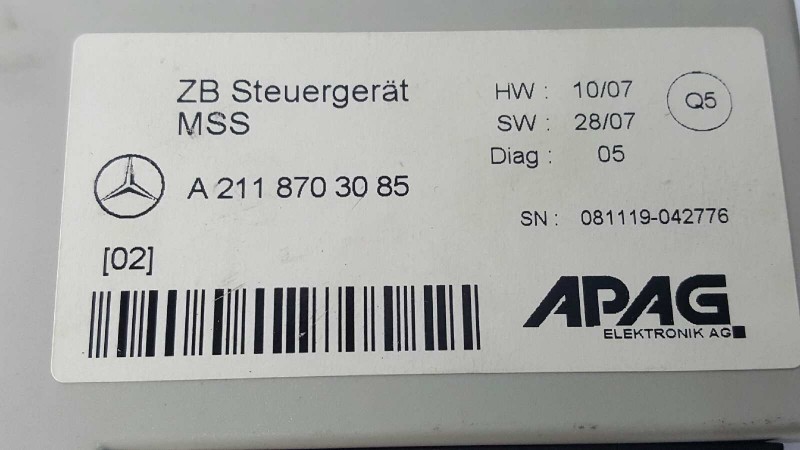 ZB Steuergerät
MSS
A 211 870 30 85
[02]
HW : 10/07
SW : 28/07
Diag : 05
Q5
SN : 081119-042776
APAG
ELEKTRONIK AG